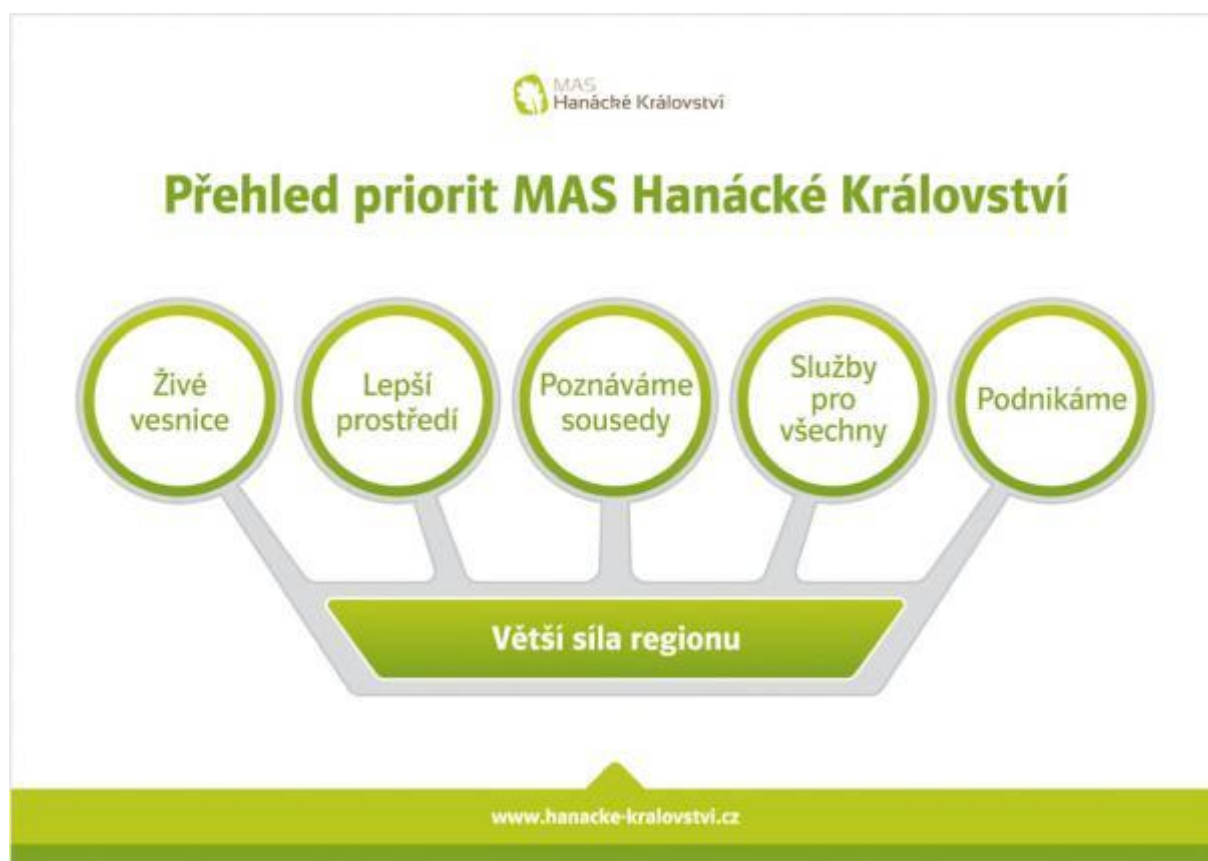 MAS
Hanácké Království
Přehled priorit MAS Hanácké Království
Živé
vesnice
Lepší
prostředí
Poznáváme
sousedy
Služby
pro
všechny
Podnikáme
Větší síla regionu
www.hanacke-kralovstvi.cz